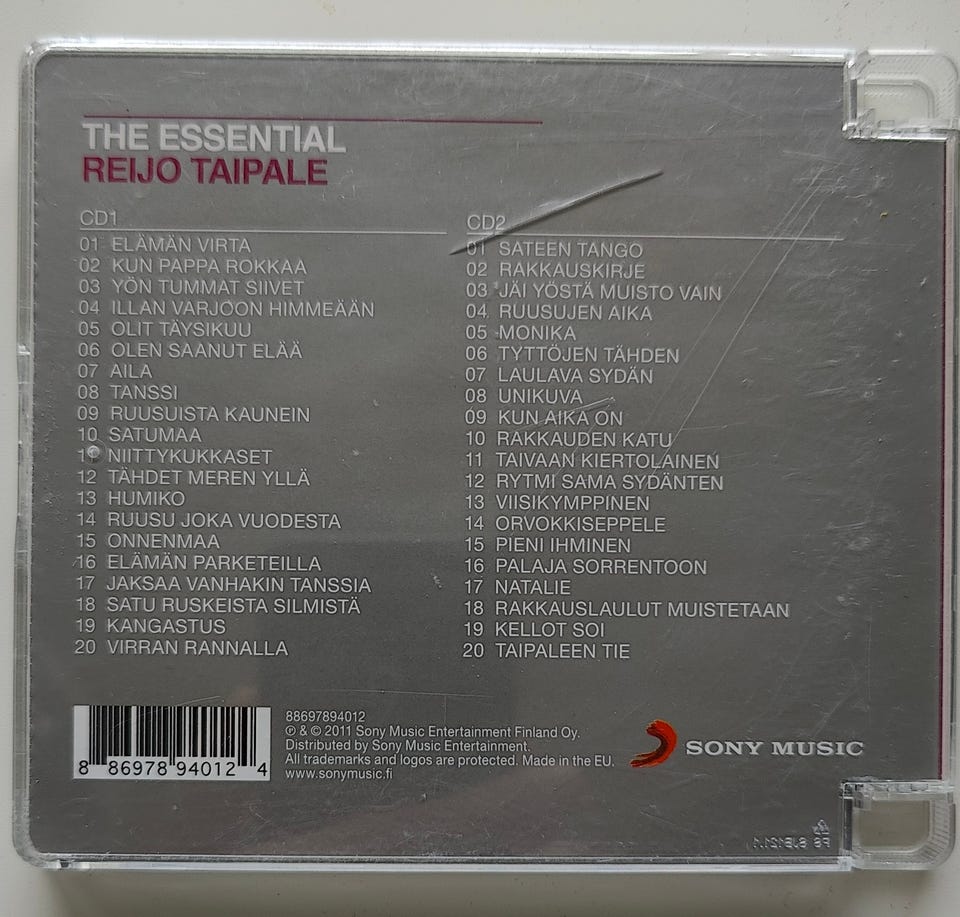 THE ESSENTIAL
REIJO TAIPALE
CD1
01 ELÄMÄN VIRTA
02 KUN PAPPA ROKKAA
03 YÖN TUMMAT SIIVET
04 ILLAN VARJOON HIMMEÄÄN
05 OLIT TÄYSIKUU
06 OLEN SAANUT ELÄÄ
07 AILA
08 TANSSI
09 RUUSUISTA KAUNEIN
10 SATUMAA
11 NIITTYKUKKASET
12 TÄHDET MEREN YLLÄ
13 HUMIKO
14 RUUSU JOKA VUODESTA
15 ONNENMAA
16 ELÄMÄN PARKETEILLA
17 JAKSAA VANHAKIN TANSSIA
18 SATU RUSKEISTA SILMISTÄ
19 KANGASTUS
20 VIRRAN RANNALLA
CD2
01 SATEEN TANGO
02 RAKKAUSKIRJE
03 JÄI YÖSTÄ MUISTO VAIN
04 RUUSUJEN AIKA
05 MONIKA
06 TYTTÖJEN TÄHDEN
07 LAULAVA SYDÄN
08 UNIKUVA
09 KUN AIKA ON
10 RAKKAUDEN KATU
11 TAIVAAN KIERTOLAINEN
12 RYTMI SAMA SYDÄNTEN
13 VIISIKYMPPINEN
14 ORVOKKISEPPELE
15 PIENI IHMINEN
16 PALAJA SORRENTOON
17 NATALIE
18 RAKKAUSLAULUT MUISTETAAN
19 KELLOT SOI
20 TAIPALEEN TIE
8 86978 94012 4
88697894012
℗ & © 2011 Sony Music Entertainment Finland Oy.
Distributed by Sony Music Entertainment.
All trademarks and logos are protected. Made in the EU.
www.sonymusic.fi
SONY MUSIC